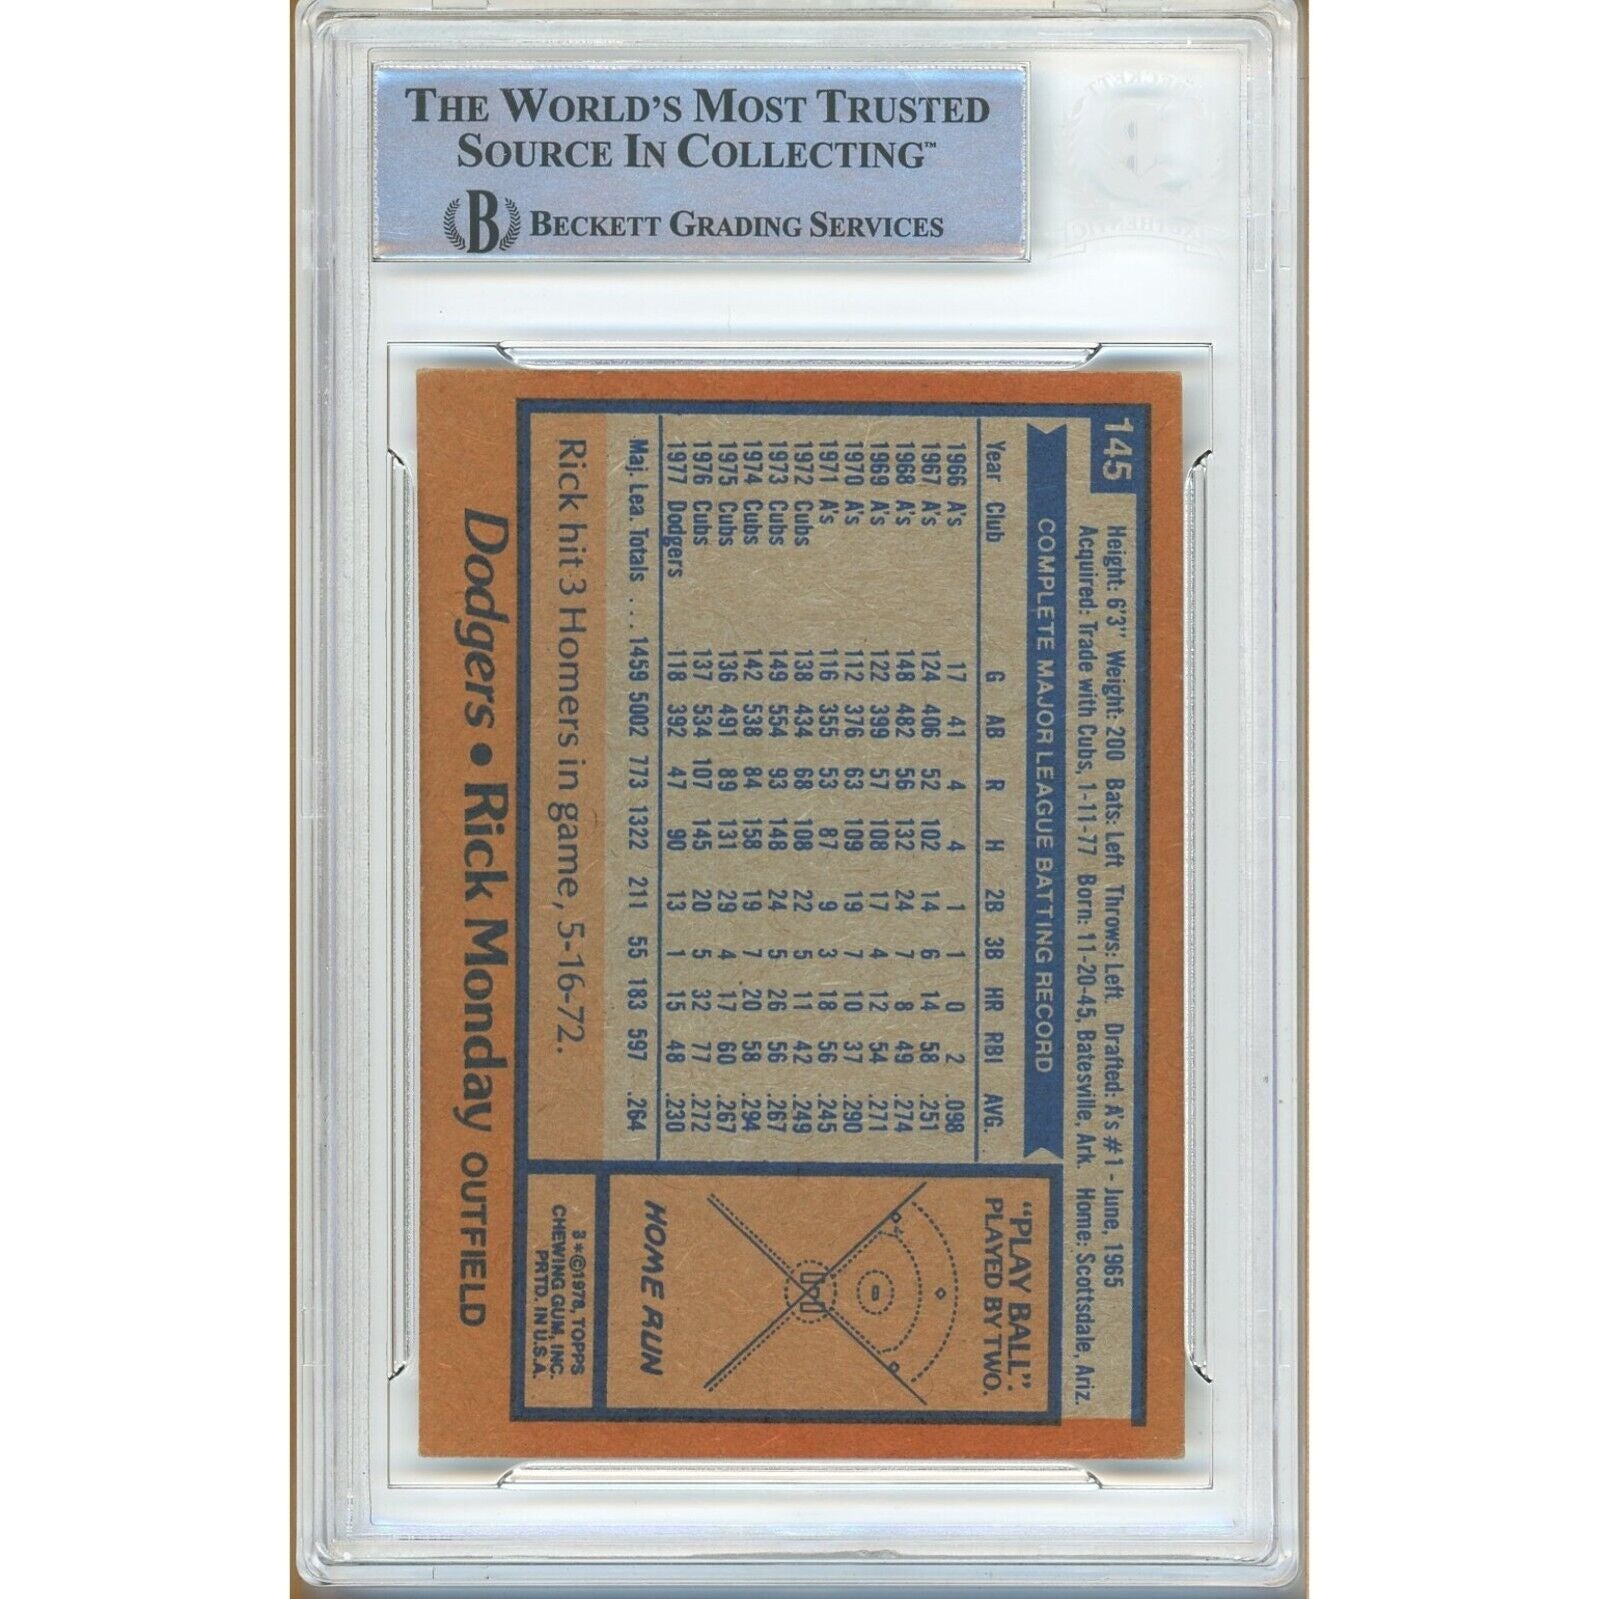 THE WORLD'S MOST TRUSTED
SOURCE IN COLLECTING™
B BECKETT GRADING SERVICES
145
Height: 6'3" Weight: 200 Bats: Left Throws: Left Drafted: A's #1 - June, 1965
Acquired: Trade with Cubs, 1-11-77 Born: 11-20-45, Batesville, Ark. Home: Scottsdale, Ariz.
COMPLETE MAJOR LEAGUE BATTING RECORD
Year Club G AB R H 2B 3B HR RBI AVG.
1966 A's 17 41 4 4 1 1 0 2 .098
1967 A's 124 406 52 102 14 6 14 58 .251
1968 A's 148 482 56 132 24 7 8 49 .274
1969 A's 122 399 57 108 17 4 12 54 .271
1970 A's 112 376 63 109 19 7 10 37 .290
1971 A's 116 355 53 87 9 3 18 56 .245
1972 Cubs 138 434 68 108 22 5 11 42 .249
1973 Cubs 149 554 93 148 24 5 26 56 .267
1974 Cubs 142 538 84 158 19 7 20 58 .294
1975 Cubs 136 491 89 131 29 4 17 60 .267
1976 Cubs 137 534 107 145 20 5 32 77 .272
1977 Dodgers 118 392 47 90 13 1 15 48 .230
Maj. Lea. Totals ... 1459 5002 773 1322 211 55 183 597 .264
Rick hit 3 Homers in game, 5-16-72.
"PLAY BALL":
PLAYED BY TWO.
HOME RUN
3*©1978, TOPPS
CHEWING GUM, INC.
PRTD. IN U.S.A.
Dodgers • Rick Monday OUTFIELD